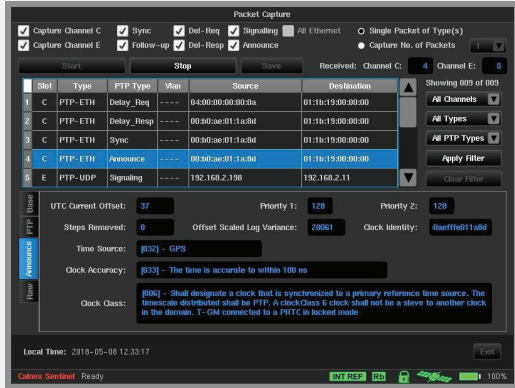 Packet Capture
Capture Channel C Sync Del-Req Signalling All Ethernet Single Packet of Type(s)
Capture Channel E Follow-up Del-Resp Announce Capture No. of Packets 1
Start Stop Save Received: Channel C: 4 Channel E: 5
Slot Type PTP Type Vlan Source Destination Showing 009 of 009
1 C PTP-ETH Delay_Req ---- 04:00:00:00:00:0a 01:1b:19:00:00:00 All Channels
2 C PTP-ETH Delay_Resp ---- 00:b0:ae:01:1a:8d 01:1b:19:00:00:00 All Types
3 C PTP-ETH Sync ---- 00:b0:ae:01:1a:8d 01:1b:19:00:00:00 All PTP Types
4 C PTP-ETH Announce ---- 00:b0:ae:01:1a:8d 01:1b:19:00:00:00 Apply Filter
5 E PTP-UDP Signaling ---- 192.168.2.198 192.168.2.11 Clear Filter
Base
PTP
Announce
Raw
UTC Current Offset: 37 Priority 1: 128 Priority 2: 128
Steps Removed: 0 Offset Scaled Log Variance: 20061 Clock Identity: 0aefffe011a8d
Time Source: [032] - GPS
Clock Accuracy: [033] - The time is accurate to within 100 ns
Clock Class: [006] - Shall designate a clock that is synchronized to a primary reference time source. The
timescale distributed shall be PTP. A clockClass 6 clock shall not be a slave to another clock
in the domain. T-GM connected to a PRTC in locked mode
Local Time: 2018-05-08 12:33:17 Exit
Calnex Sentinel Ready INT REF Rb 100%